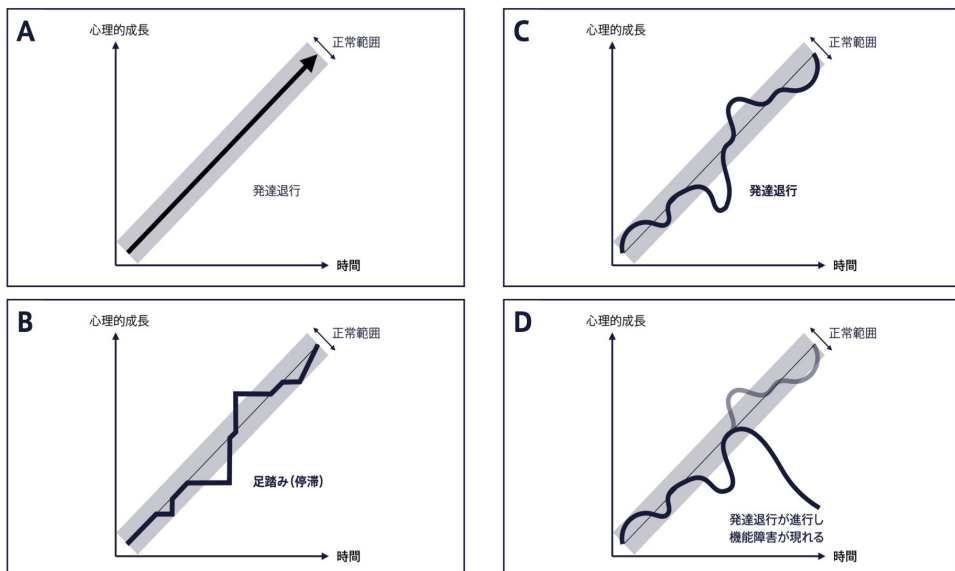 A
心理的成長
正常範囲
発達退行
時間
B
心理的成長
正常範囲
足踏み（停滞）
時間
C
心理的成長
正常範囲
発達退行
時間
D
心理的成長
正常範囲
発達退行が進行し
機能障害が現れる
時間